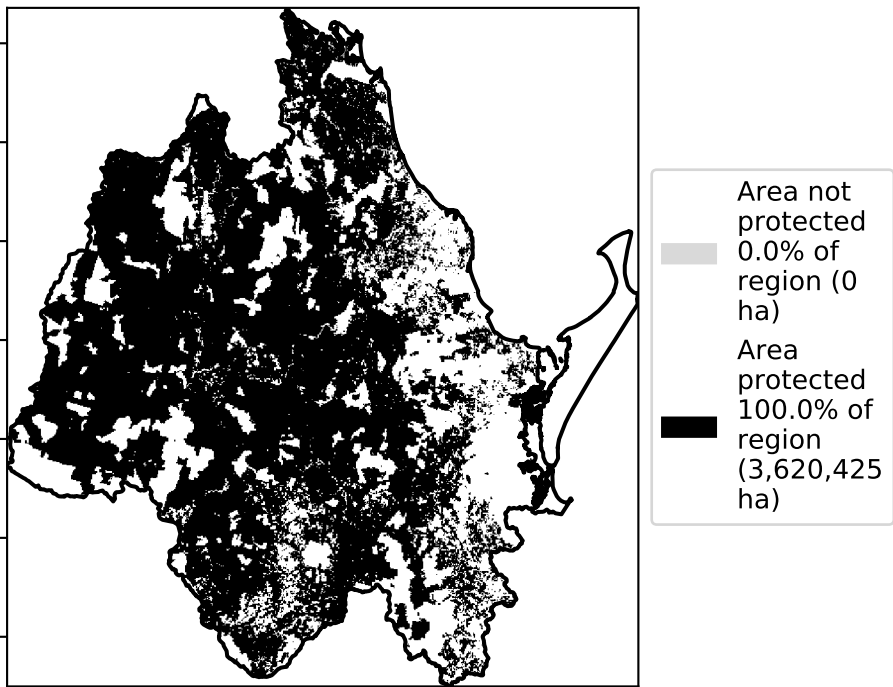 Area not
protected
0.0% of
region (0
ha)
Area
protected
100.0% of
region
(3,620,425
ha)